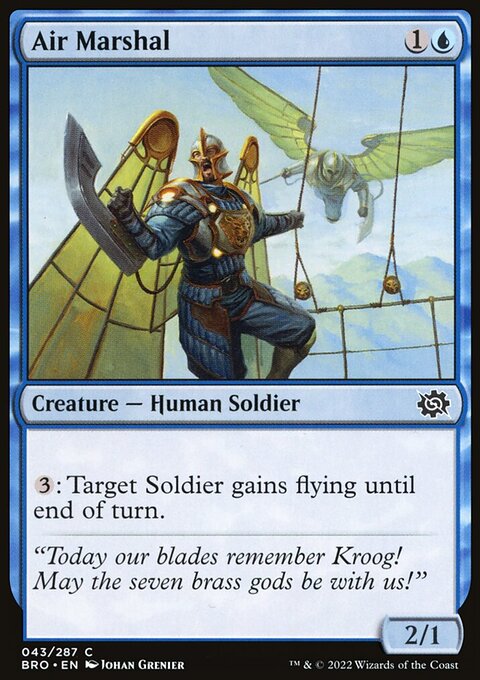 Air Marshal 1
Creature — Human Soldier
3: Target Soldier gains flying until
end of turn.
“Today our blades remember Kroog!
May the seven brass gods be with us!”
2/1
043/287 C
BRO • EN Johan Grenier
™ & © 2022 Wizards of the Coast